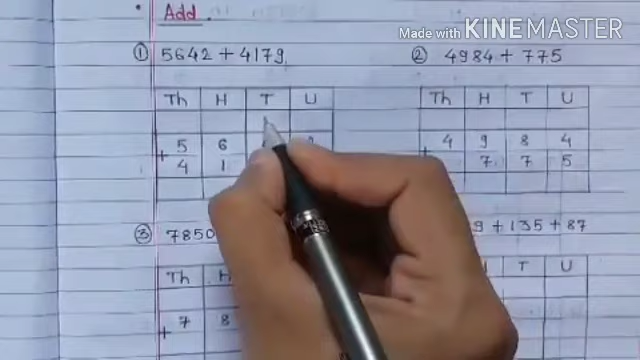 Made with KINEMASTER
• Add.
① 5642 + 4179
② 4984 + 775
Th H T U
Th H T U
5 6
4 9 8 4
+ 4 1
+ 7 7 5
③ 7850
9 + 135 + 87
Th H
T U
+ 7 8